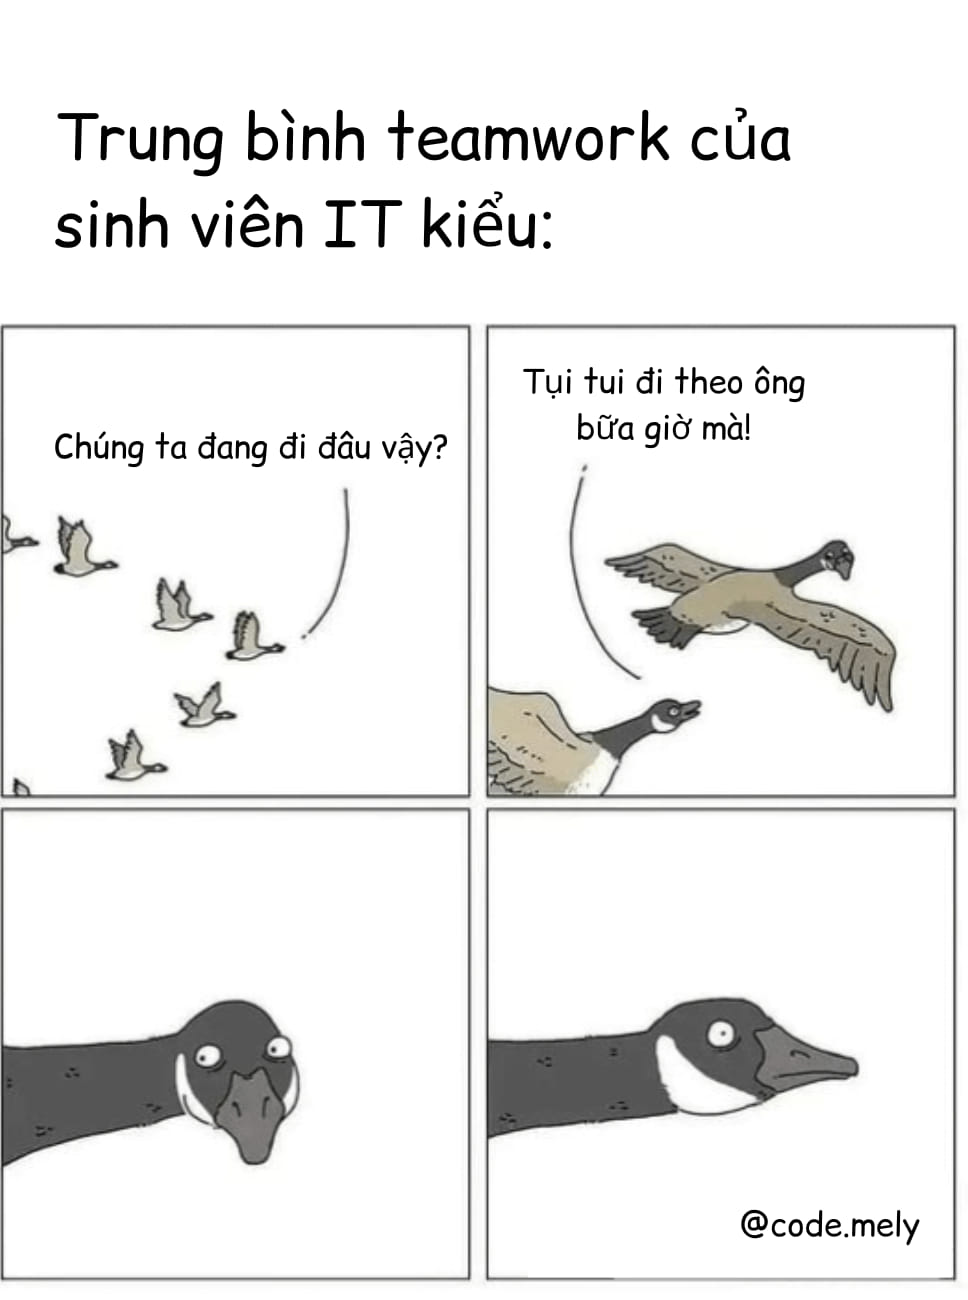 Trung bình teamwork của
sinh viên IT kiểu:
Chúng ta đang đi đâu vậy?
Tụi tui đi theo ông
bữa giờ mà!
@code.mely